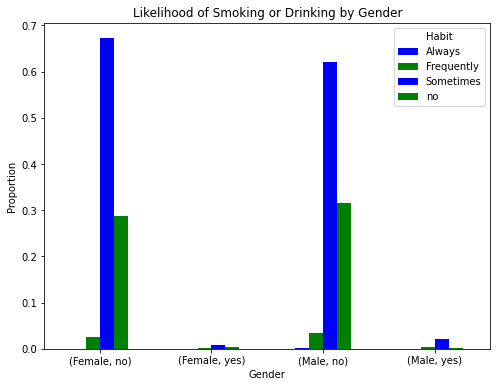 Likelihood of Smoking or Drinking by Gender
Habit
Always
Frequently
Sometimes
no
Proportion
0.7
0.6
0.5
0.4
0.3
0.2
0.1
0.0
(Female, no)
(Female, yes)
(Male, no)
(Male, yes)
Gender